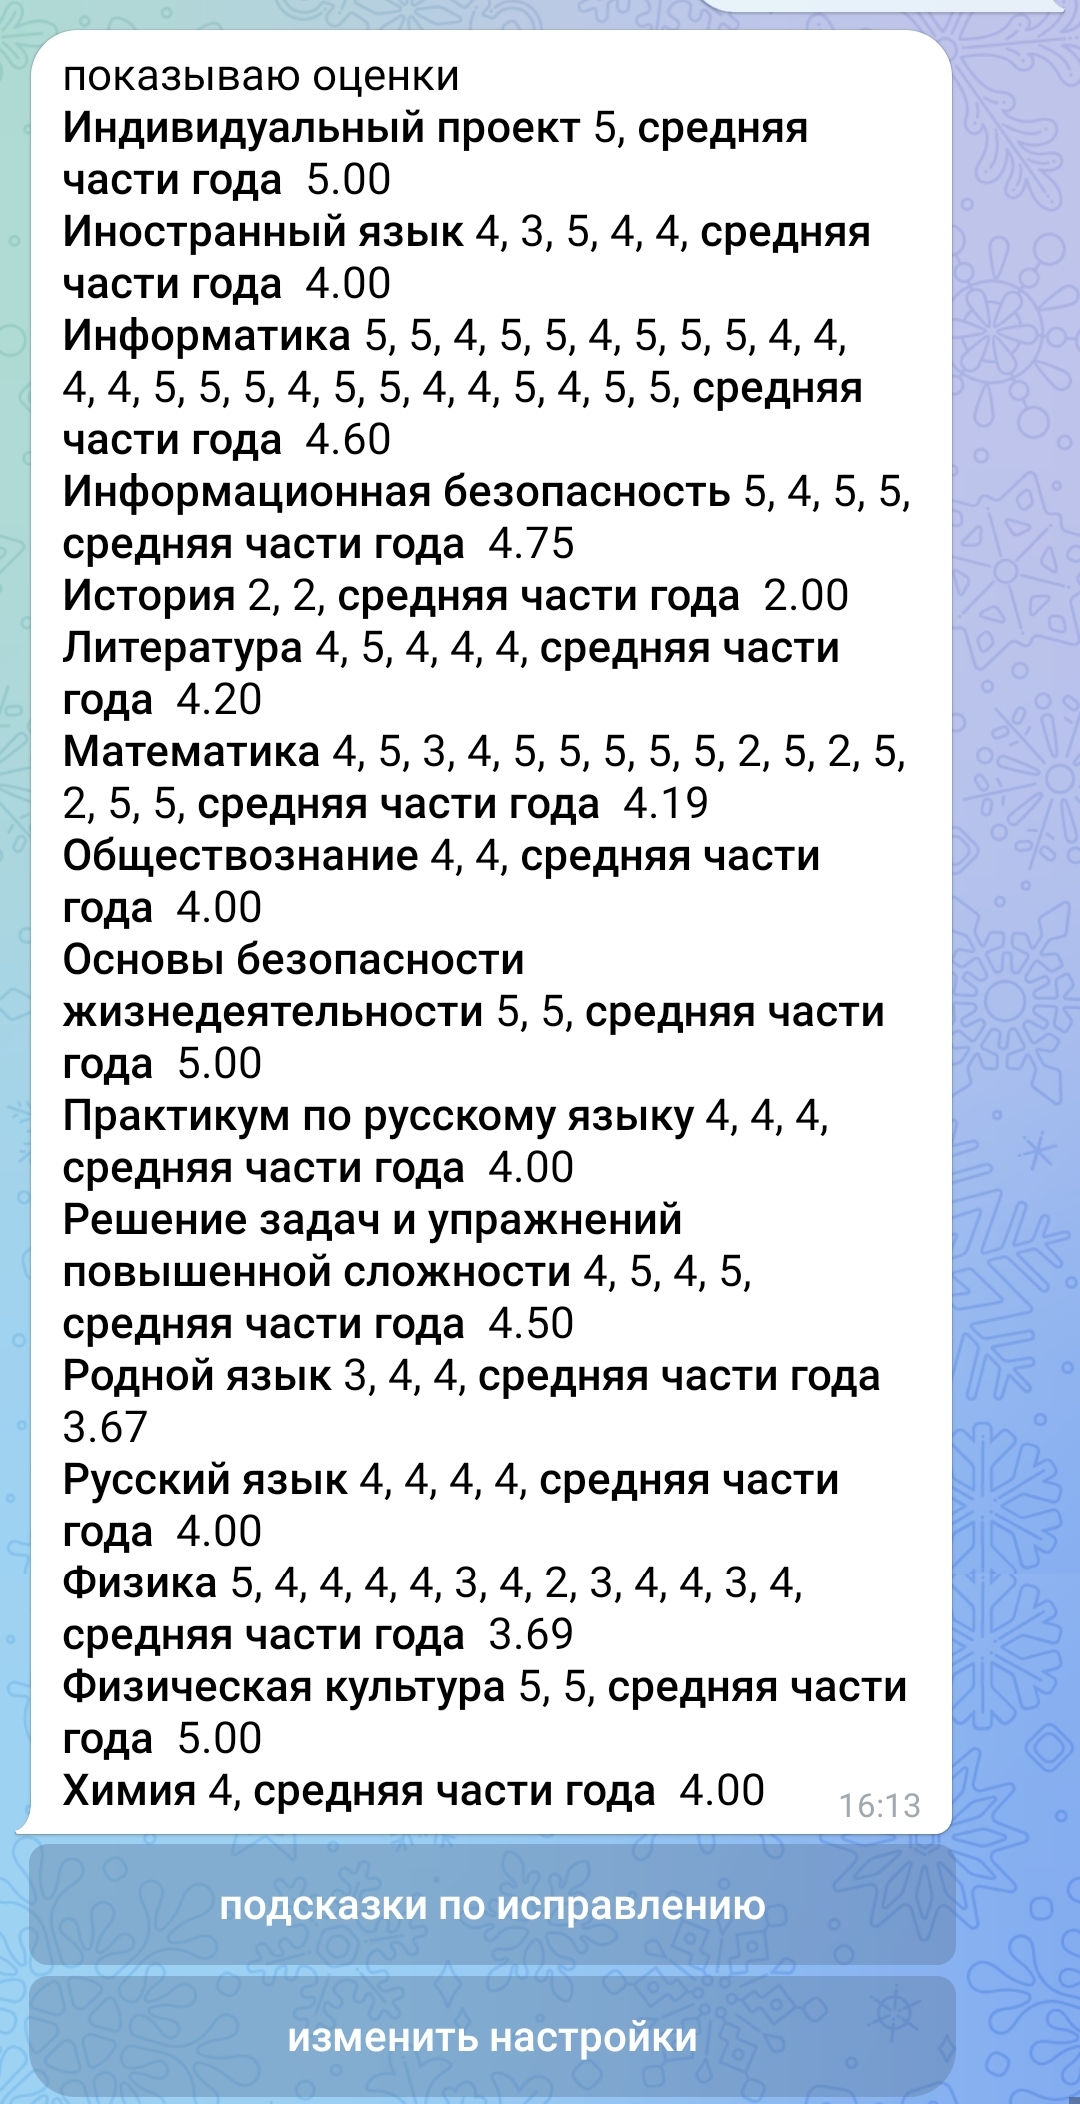 показываю оценки
Индивидуальный проект 5, средняя
части года  5.00
Иностранный язык 4, 3, 5, 4, 4, средняя
части года  4.00
Информатика 5, 5, 4, 5, 5, 4, 5, 5, 5, 4, 4,
4, 4, 5, 5, 5, 4, 5, 5, 4, 4, 5, 4, 5, 5, средняя
части года  4.60
Информационная безопасность 5, 4, 5, 5,
средняя части года  4.75
История 2, 2, средняя части года  2.00
Литература 4, 5, 4, 4, 4, средняя части
года  4.20
Математика 4, 5, 3, 4, 5, 5, 5, 5, 5, 2, 5, 2, 5,
2, 5, 5, средняя части года  4.19
Обществознание 4, 4, средняя части
года  4.00
Основы безопасности
жизнедеятельности 5, 5, средняя части
года  5.00
Практикум по русскому языку 4, 4, 4,
средняя части года  4.00
Решение задач и упражнений
повышенной сложности 4, 5, 4, 5,
средняя части года  4.50
Родной язык 3, 4, 4, средняя части года
3.67
Русский язык 4, 4, 4, 4, средняя части
года  4.00
Физика 5, 4, 4, 4, 4, 3, 4, 2, 3, 4, 4, 3, 4,
средняя части года  3.69
Физическая культура 5, 5, средняя части
года  5.00
Химия 4, средняя части года  4.00
16:13
подсказки по исправлению
изменить настройки